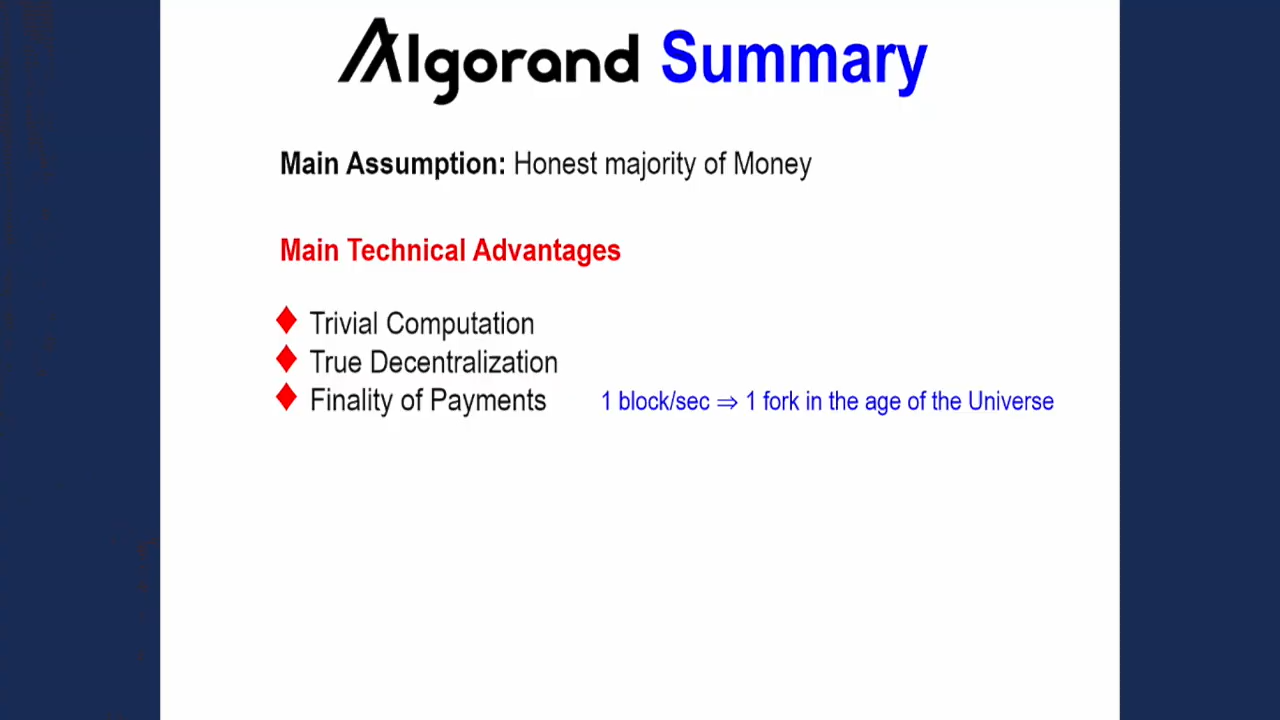 Algorand Summary
Main Assumption: Honest majority of Money
Main Technical Advantages
Trivial Computation
True Decentralization
Finality of Payments 1 block/sec ⇒ 1 fork in the age of the Universe